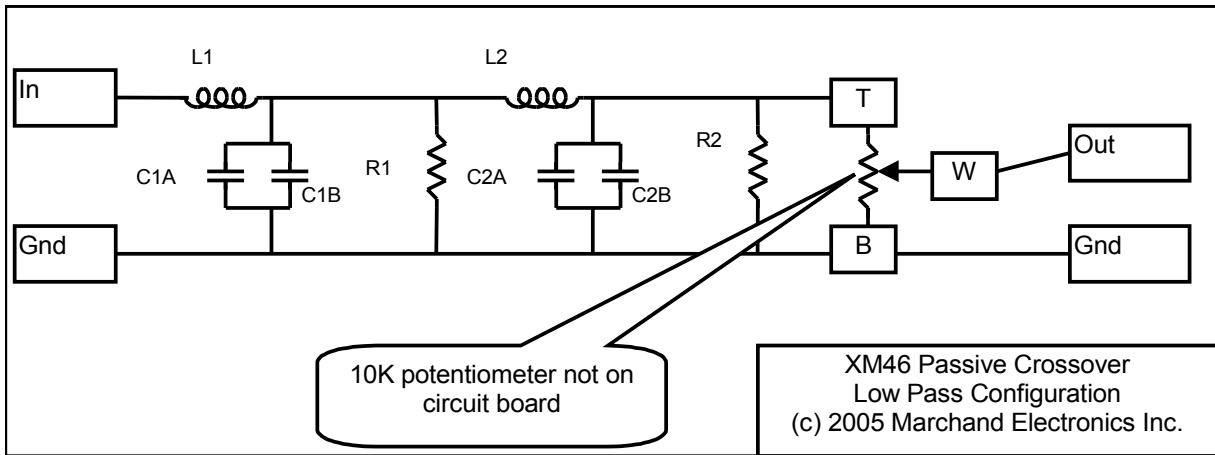 L1
L2
In
T
R2
Out
W
R1
C1A
C1B
C2A
C2B
Gnd
B
Gnd
10K potentiometer not on
circuit board
XM46 Passive Crossover
Low Pass Configuration
(c) 2005 Marchand Electronics Inc.